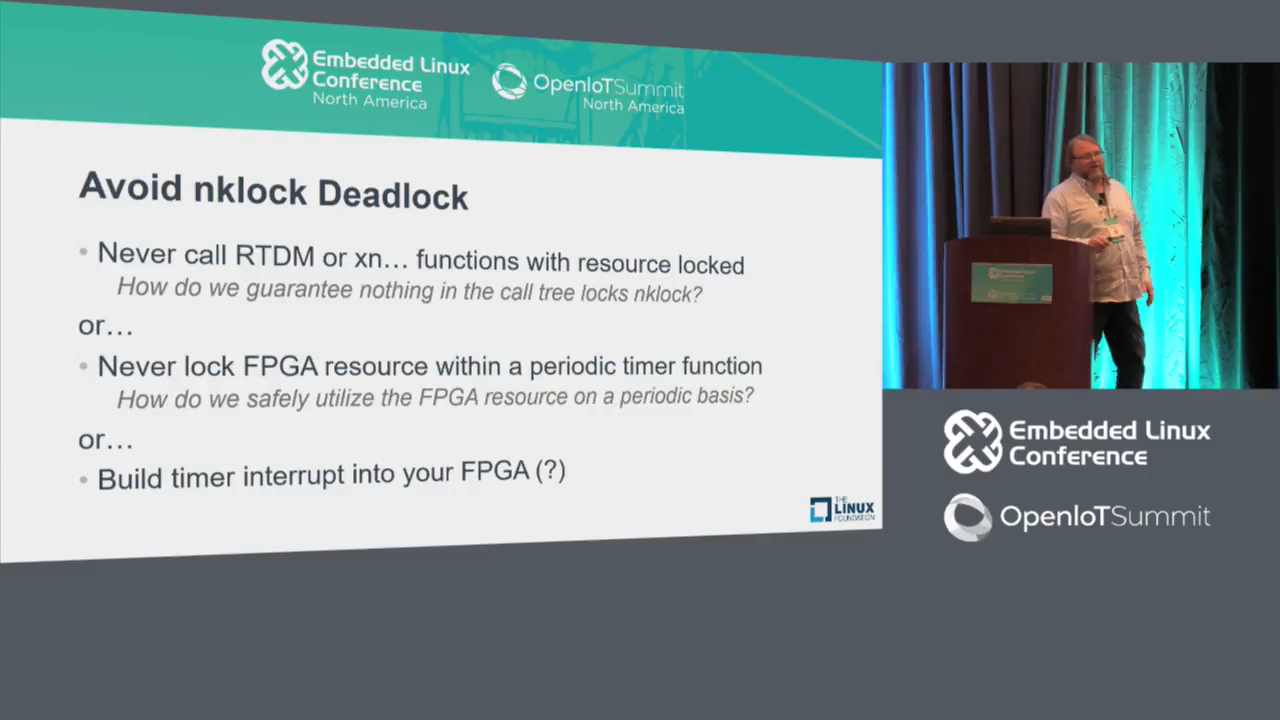 Embedded Linux
Conference
North America
OpenIoTSummit
North America
Avoid nklock Deadlock
• Never call RTDM or xn… functions with resource locked
How do we guarantee nothing in the call tree locks nklock?
or…
• Never lock FPGA resource within a periodic timer function
How do we safely utilize the FPGA resource on a periodic basis?
or…
• Build timer interrupt into your FPGA (?)
THE
LINUX
FOUNDATION
Embedded Linux
Conference
OpenIoTSummit